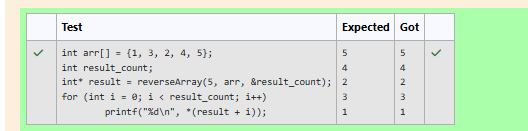 Test Expected Got
int arr[] = {1, 3, 2, 4, 5}; 5 5
int result_count; 4 4
int* result = reverseArray(5, arr, &result_count); 2 2
for (int i = 0; i < result_count; i++) 3 3
printf("%d\n", *(result + i)); 1 1